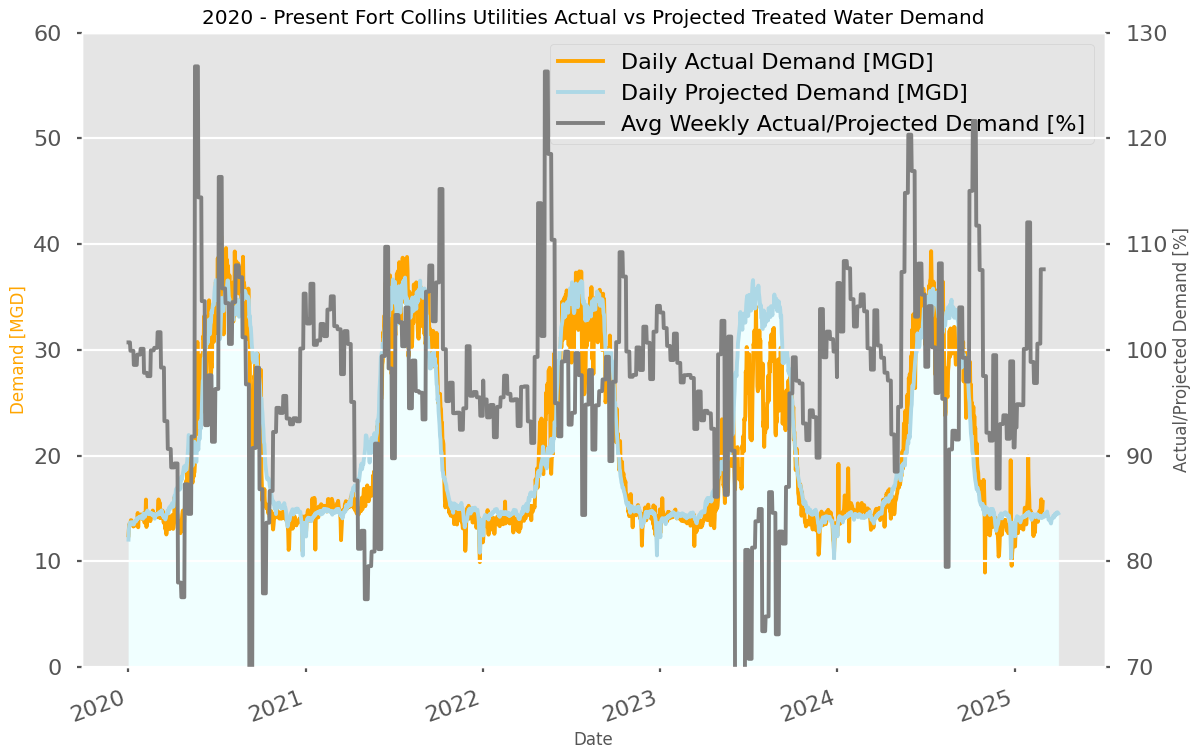 2020 - Present Fort Collins Utilities Actual vs Projected Treated Water Demand
Daily Actual Demand [MGD]
Daily Projected Demand [MGD]
Avg Weekly Actual/Projected Demand [%]
60
50
40
30
20
10
0
Demand [MGD]
130
120
110
100
90
80
70
Actual/Projected Demand [%]
2020
2021
2022
2023
2024
2025
Date